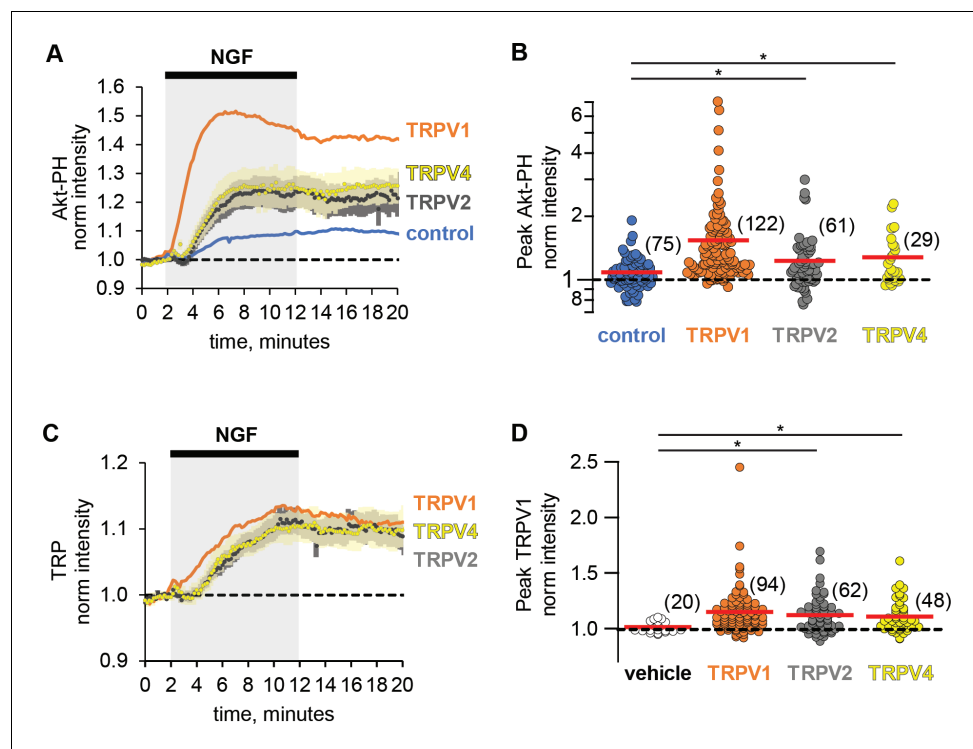 A
NGF
Akt-PH
norm intensity
1.6
1.5
1.4
1.3
1.2
1.1
1.0
0.9
TRPV1
TRPV4
TRPV2
control
0 2 4 6 8 10 12 14 16 18 20
time, minutes
B
*
*
Peak Akt-PH
norm intensity
6
4
2
1
8
(75)
(122)
(61)
(29)
control TRPV1 TRPV2 TRPV4
C
NGF
TRP
norm intensity
1.2
1.1
1.0
0.9
TRPV1
TRPV4
TRPV2
0 2 4 6 8 10 12 14 16 18 20
time, minutes
D
*
*
Peak TRPV1
norm intensity
2.5
2.0
1.5
1.0
(20)
(94)
(62)
(48)
vehicle TRPV1 TRPV2 TRPV4